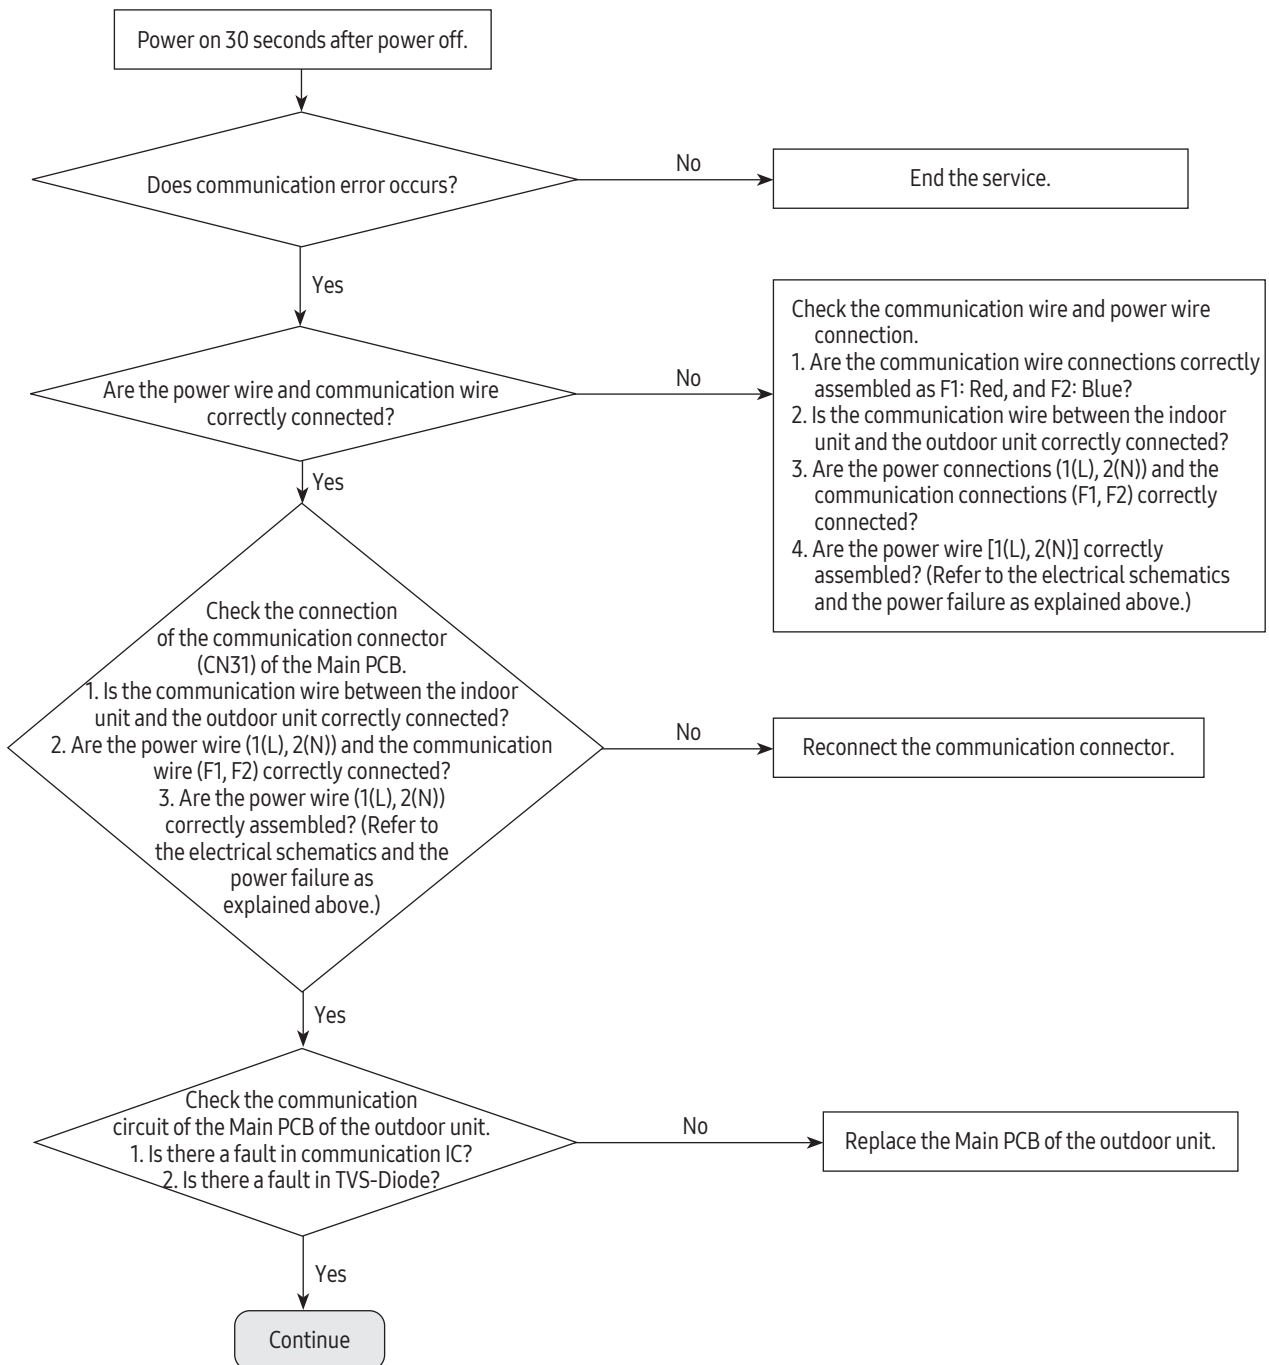 Power on 30 seconds after power off.
Does communication error occurs?
No
End the service.
Yes
Are the power wire and communication wire
correctly connected?
No
Check the communication wire and power wire
connection.
1. Are the communication wire connections correctly
assembled as F1: Red, and F2: Blue?
2. Is the communication wire between the indoor
unit and the outdoor unit correctly connected?
3. Are the power connections (1(L), 2(N)) and the
communication connections (F1, F2) correctly
connected?
4. Are the power wire [1(L), 2(N)] correctly
assembled? (Refer to the electrical schematics
and the power failure as explained above.)
Yes
Check the connection
of the communication connector
(CN31) of the Main PCB.
1. Is the communication wire between the indoor
unit and the outdoor unit correctly connected?
2. Are the power wire (1(L), 2(N)) and the communication
wire (F1, F2) correctly connected?
3. Are the power wire (1(L), 2(N))
correctly assembled? (Refer to
the electrical schematics and the
power failure as
explained above.)
No
Reconnect the communication connector.
Yes
Check the communication
circuit of the Main PCB of the outdoor unit.
1. Is there a fault in communication IC?
2. Is there a fault in TVS-Diode?
No
Replace the Main PCB of the outdoor unit.
Yes
Continue